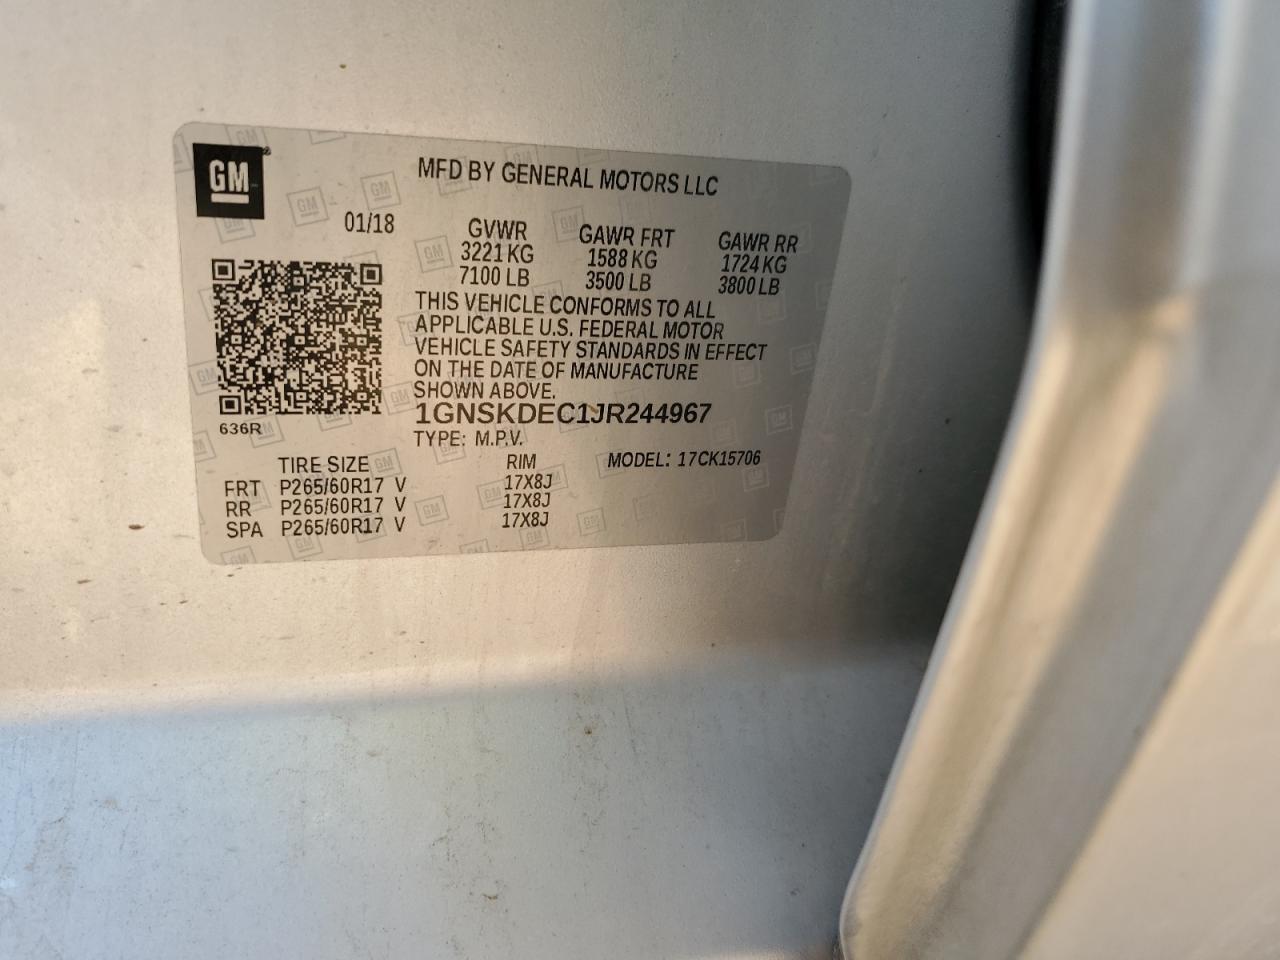 GM
MFD BY GENERAL MOTORS LLC
01/18
GVWR GAWR FRT GAWR RR
3221 KG 1588 KG 1724 KG
7100 LB 3500 LB 3800 LB
THIS VEHICLE CONFORMS TO ALL
APPLICABLE U.S. FEDERAL MOTOR
VEHICLE SAFETY STANDARDS IN EFFECT
ON THE DATE OF MANUFACTURE
SHOWN ABOVE.
1GNSKDEC1JR244967
636R
TYPE: M.P.V.
TIRE SIZE RIM MODEL: 17CK15706
FRT P265/60R17 V 17X8J
RR P265/60R17 V 17X8J
SPA P265/60R17 V 17X8J